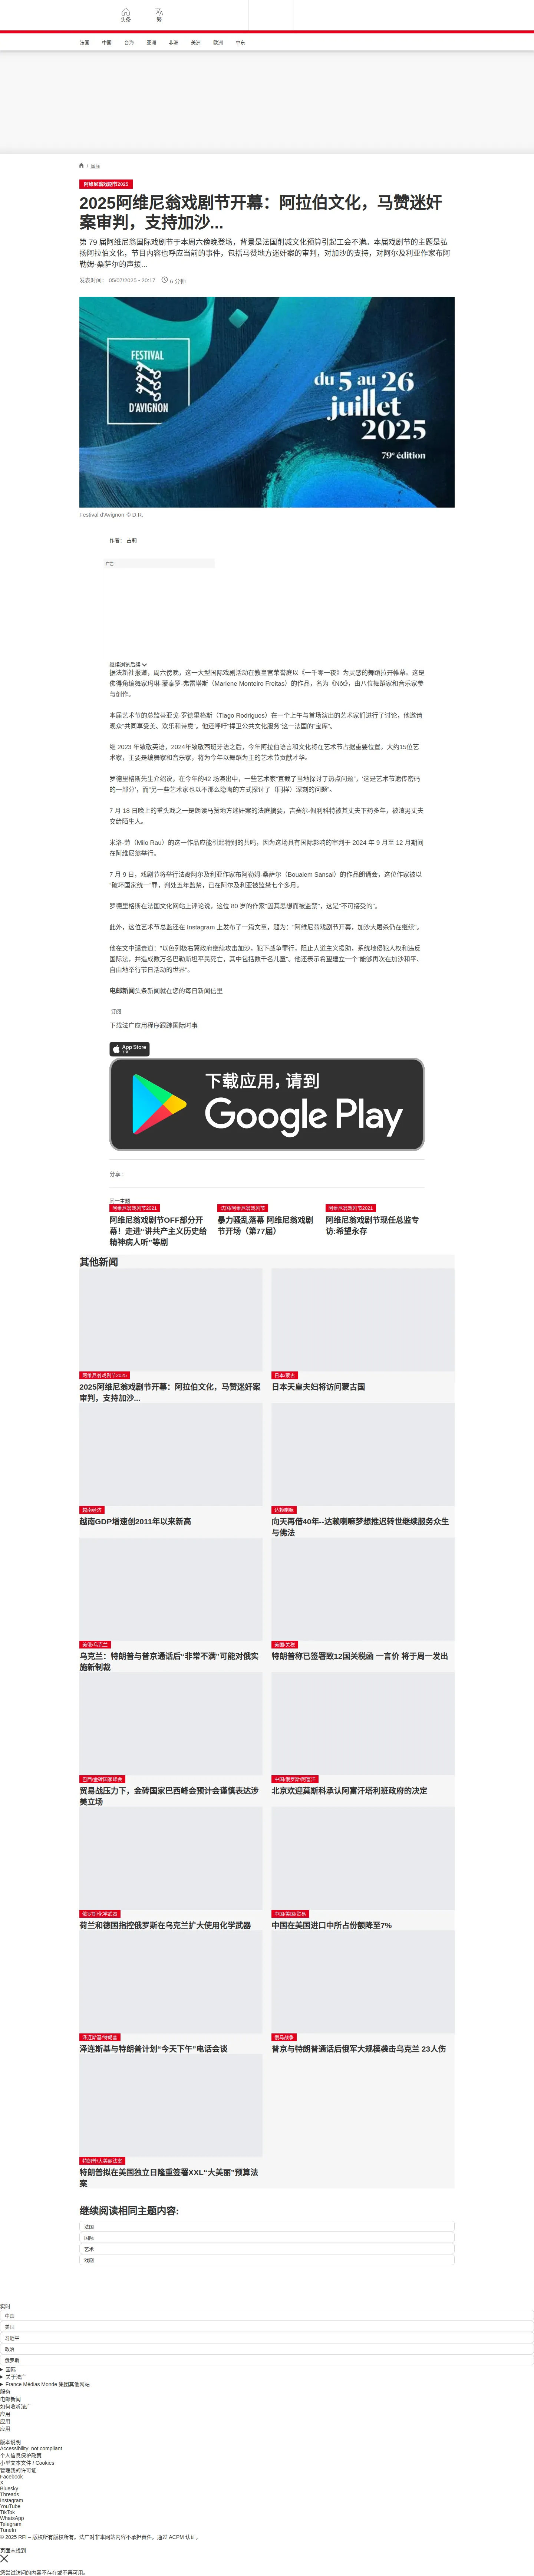 头条
繁
法国
中国
台海
亚洲
非洲
美洲
欧洲
中东
/ 国际
阿维尼翁戏剧节2025
2025阿维尼翁戏剧节开幕：阿拉伯文化，马赞迷奸
案审判，支持加沙...
第 79 届阿维尼翁国际戏剧节于本周六傍晚登场，背景是法国削减文化预算引起工会不满。本届戏剧节的主题是弘
扬阿拉伯文化，节目内容也呼应当前的事件，包括马赞地方迷奸案的审判，对加沙的支持，对阿尔及利亚作家布阿
勒姆-桑萨尔的声援...
发表时间： 05/07/2025 - 20:17
6 分钟
FESTIVAL
D'AVIGNON
du 5 au 26
juillet
2025
79e édition
Festival d'Avignon © D.R.
作者： 古莉
广告
继续浏览后续
据法新社报道，周六傍晚，这一大型国际戏剧活动在教皇宫荣誉庭以《一千零一夜》为灵感的舞蹈拉开帷幕。这是
佛得角编舞家玛琳·蒙泰罗·弗雷塔斯（Marlene Monteiro Freitas）的作品，名为《Nôt》，由八位舞蹈家和音乐家参
与创作。
本届艺术节的总监蒂亚戈·罗德里格斯（Tiago Rodrigues）在一个上午与首场演出的艺术家们进行了讨论，他邀请
观众“共同享受美、欢乐和诗意”。他还呼吁“捍卫公共文化服务”这一法国的“宝库”。
继 2023 年致敬英语，2024年致敬西班牙语之后，今年阿拉伯语言和文化将在艺术节占据重要位置。大约15位艺
术家，主要是编舞家和音乐家，将为今年以舞蹈为主的艺术节贡献才华。
罗德里格斯先生介绍说，在今年的42 场演出中，一些艺术家“直截了当地探讨了热点问题”，‘这是艺术节遗传密码
的一部分’，而“另一些艺术家也以不那么隐晦的方式探讨了（同样）深刻的问题”。
7 月 18 日晚上的重头戏之一是朗读马赞地方迷奸案的法庭摘要，吉赛尔-佩利科特被其丈夫下药多年，被渣男丈夫
交给陌生人。
米洛-劳（Milo Rau）的这一作品应能引起特别的共鸣，因为这场具有国际影响的审判于 2024 年 9 月至 12 月期间
在阿维尼翁举行。
7 月 9 日，戏剧节将举行法裔阿尔及利亚作家布阿勒姆-桑萨尔（Boualem Sansal）的作品朗诵会，这位作家被以
“破坏国家统一”罪，判处五年监禁，已在阿尔及利亚被监禁七个多月。
罗德里格斯在法国文化网站上评论说，这位 80 岁的作家“因其思想而被监禁”，这是“不可接受的”。
此外，这位艺术节总监还在 Instagram 上发布了一篇文章，题为：“阿维尼翁戏剧节开幕，加沙大屠杀仍在继续”。
他在文中谴责道：“以色列极右翼政府继续攻击加沙，犯下战争罪行，阻止人道主义援助，系统地侵犯人权和违反
国际法，并造成数万名巴勒斯坦平民死亡，其中包括数千名儿童”。他还表示希望建立一个”能够再次在加沙和平、
自由地举行节日活动的世界”。
电邮新闻头条新闻就在您的每日新闻信里
订阅
下载法广应用程序跟踪国际时事
App Store
下载
下载应用，请到
Google Play
分享 :
同一主题
阿维尼翁戏剧节2021
阿维尼翁戏剧节OFF部分开
幕！走进“讲共产主义历史给
精神病人听”等剧
法国/阿维尼翁戏剧节
暴力骚乱落幕 阿维尼翁戏剧
节开场（第77届）
阿维尼翁戏剧节2021
阿维尼翁戏剧节现任总监专
访:希望永存
其他新闻
阿维尼翁戏剧节2025
2025阿维尼翁戏剧节开幕：阿拉伯文化，马赞迷奸案
审判，支持加沙...
日本/蒙古
日本天皇夫妇将访问蒙古国
越南经济
越南GDP增速创2011年以来新高
达赖喇嘛
向天再借40年--达赖喇嘛梦想推迟转世继续服务众生
与佛法
美俄/乌克兰
乌克兰：特朗普与普京通话后“非常不满”可能对俄实
施新制裁
美国/关税
特朗普称已签署致12国关税函 一言价 将于周一发出
巴西/金砖国家峰会
贸易战压力下，金砖国家巴西峰会预计会谨慎表达涉
美立场
中国/俄罗斯/阿富汗
北京欢迎莫斯科承认阿富汗塔利班政府的决定
俄罗斯/化学武器
荷兰和德国指控俄罗斯在乌克兰扩大使用化学武器
中国/美国/贸易
中国在美国进口中所占份额降至7%
泽连斯基/特朗普
泽连斯基与特朗普计划“今天下午”电话会谈
俄乌战争
普京与特朗普通话后俄军大规模袭击乌克兰 23人伤
特朗普/大美丽法案
特朗普拟在美国独立日隆重签署XXL“大美丽”预算法
案
继续阅读相同主题内容:
法国
国际
艺术
戏剧
实时
中国
美国
习近平
政治
俄罗斯
国际
关于法广
France Médias Monde 集团其他网站
服务
电邮新闻
如何收听法广
应用
应用
应用
版本说明
Accessibility: not compliant
个人信息保护政策
小型文本文件 / Cookies
管理我的许可证
Facebook
X
Bluesky
Threads
Instagram
YouTube
TikTok
WhatsApp
Telegram
TuneIn
© 2025 RFI – 版权所有版权所有。法广对非本网站内容不承担责任。通过 ACPM 认证。
页面未找到
您尝试访问的内容不存在或不再可用。